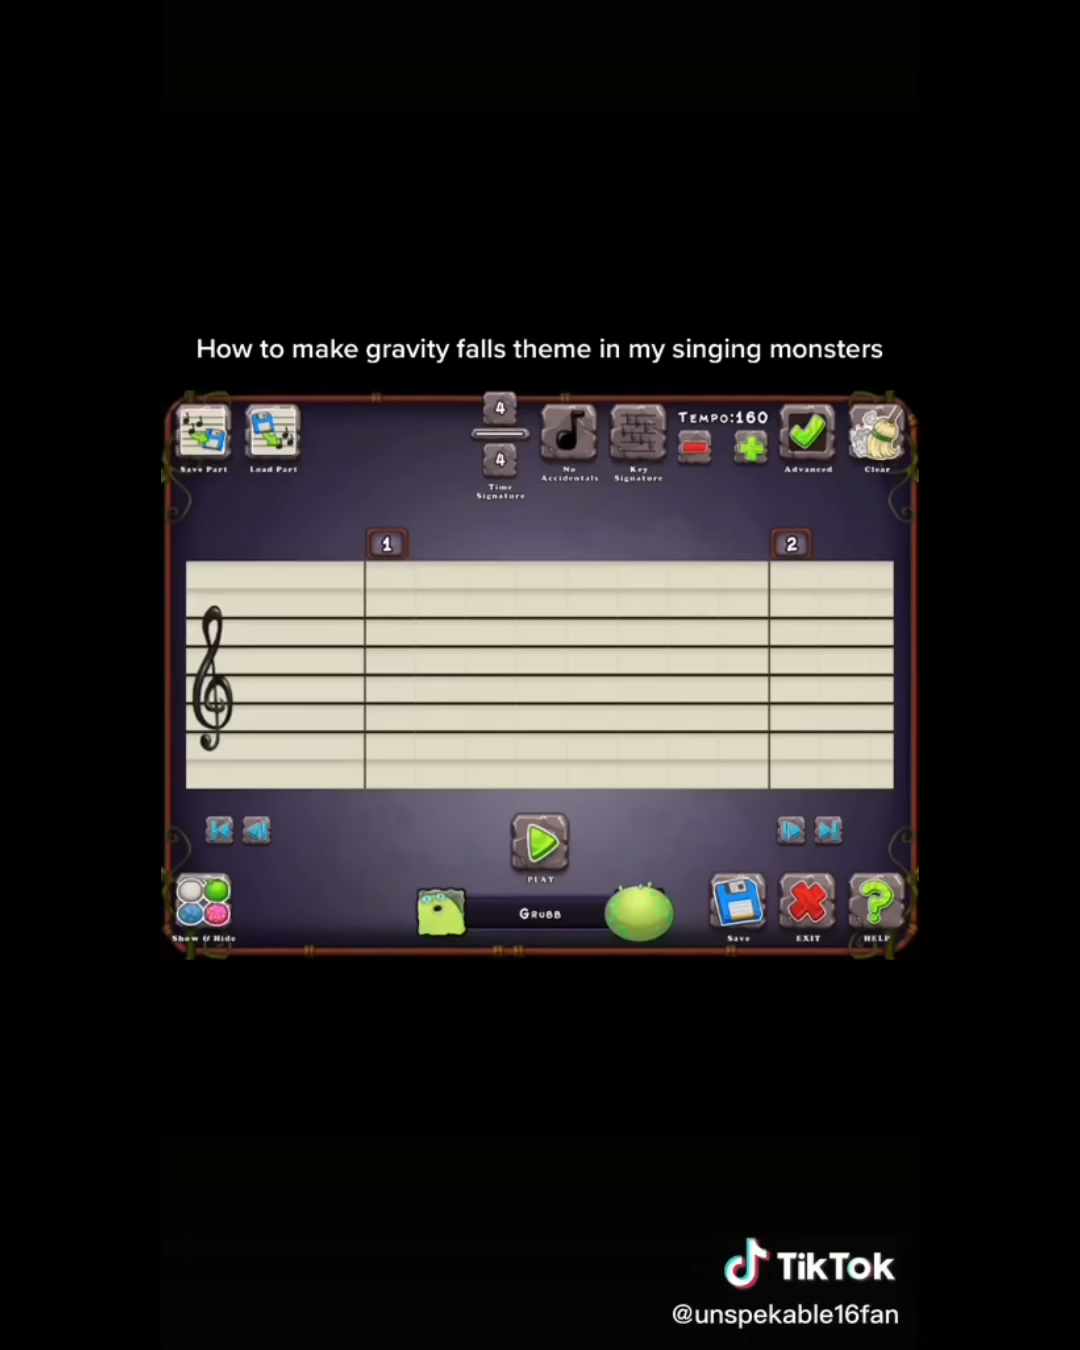 How to make gravity falls theme in my singing monsters
4
4
Time
Signature
No
Accidentals
Key
Signature
TEMPO:160
Advanced
Clear
Save Part
Load Part
1
2
PLAY
GRUBB
Show & Hide
Save
EXIT
HELP
TikTok
@unspekable16fan